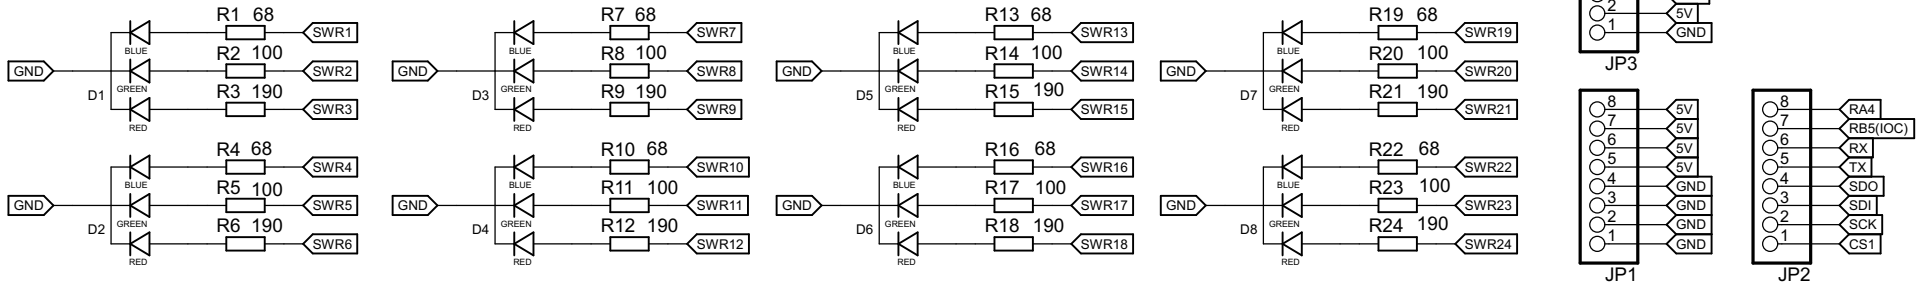 R1 68
SWR1
BLUE
R2 100
GND
SWR2
GREEN
D1
R3 190
SWR3
RED
R4 68
SWR4
BLUE
R5 100
GND
SWR5
GREEN
D2
R6 190
SWR6
RED
R7 68
SWR7
BLUE
R8 100
GND
SWR8
GREEN
D3
R9 190
SWR9
RED
R10 68
SWR10
BLUE
R11 100
GND
SWR11
GREEN
D4
R12 190
SWR12
RED
R13 68
SWR13
BLUE
R14 100
GND
SWR14
GREEN
D5
R15 190
SWR15
RED
R16 68
SWR16
BLUE
R17 100
GND
SWR17
GREEN
D6
R18 190
SWR18
RED
R19 68
SWR19
BLUE
R20 100
GND
SWR20
GREEN
D7
R21 190
SWR21
RED
R22 68
SWR22
BLUE
R23 100
GND
SWR23
GREEN
D8
R24 190
SWR24
RED
2 5V
1 GND
JP3
8 5V
7 5V
6 5V
5 5V
4 GND
3 GND
2 GND
1 GND
JP1
8 RA4
7 RB5(IOC)
6 RX
5 TX
4 SDO
3 SDI
2 SCK
1 CS1
JP2